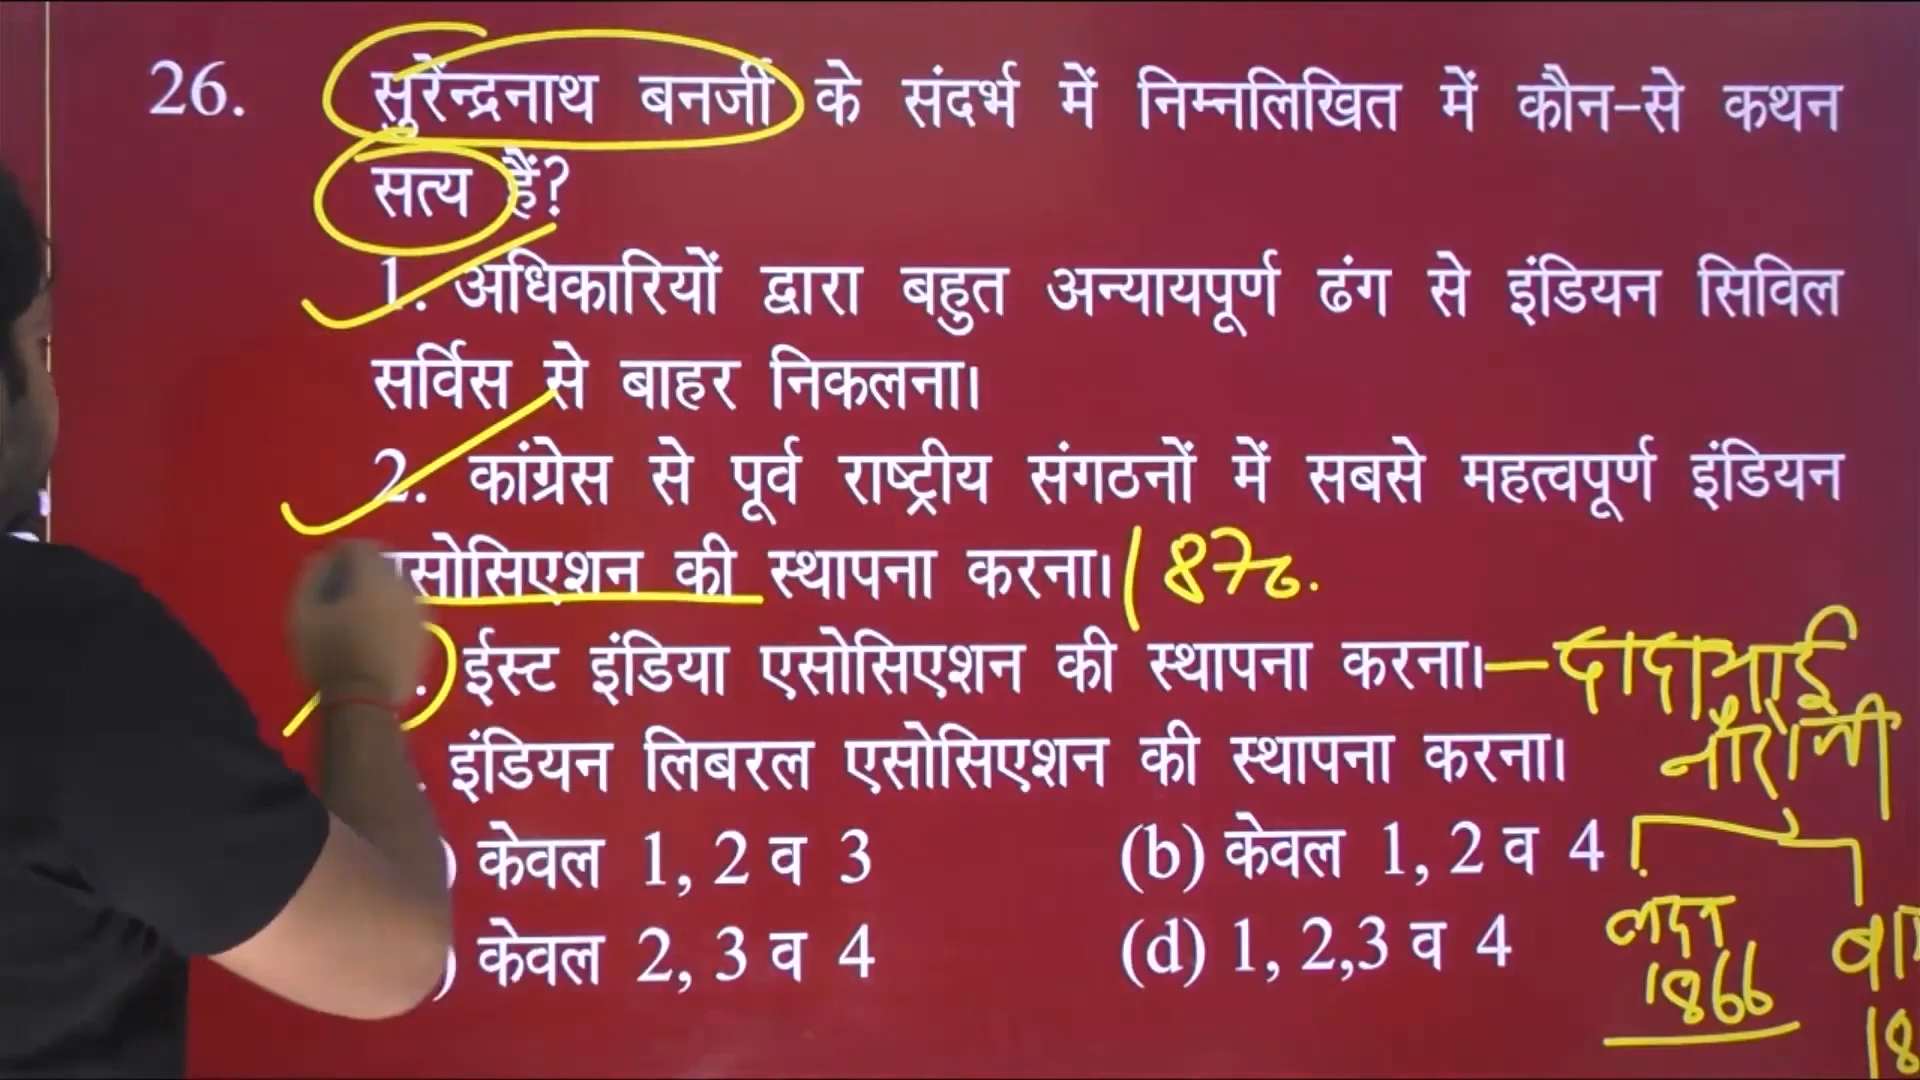 26. सुरेंद्रनाथ बनर्जी के संदर्भ में निम्नलिखित में कौन-से कथन
सत्य हैं?
1. अधिकारियों द्वारा बहुत अन्यायपूर्ण ढंग से इंडियन सिविल
सर्विस से बाहर निकलना।
2. कांग्रेस से पूर्व राष्ट्रीय संगठनों में सबसे महत्वपूर्ण इंडियन
सोसिएशन की स्थापना करना। 1876.
. ईस्ट इंडिया एसोसिएशन की स्थापना करना। — दादाभाई
नौरोजी
. इंडियन लिबरल एसोसिएशन की स्थापना करना।
) केवल 1, 2 व 3 (b) केवल 1, 2 व 4
) केवल 2, 3 व 4 (d) 1, 2,3 व 4
लंदन
1866